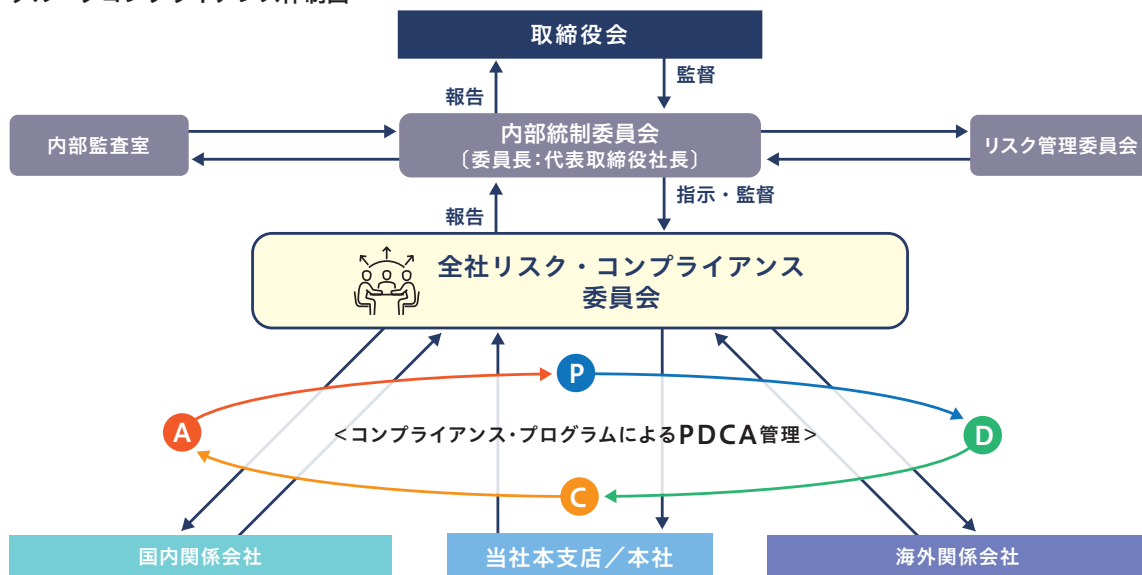 取締役会
報告
監督
内部監査室
内部統制委員会
〔委員長：代表取締役社長〕
リスク管理委員会
報告
指示・監督
全社リスク・コンプライアンス
委員会
P
A
<コンプライアンス・プログラムによるPDCA管理>
D
C
国内関係会社
当社本支店／本社
海外関係会社